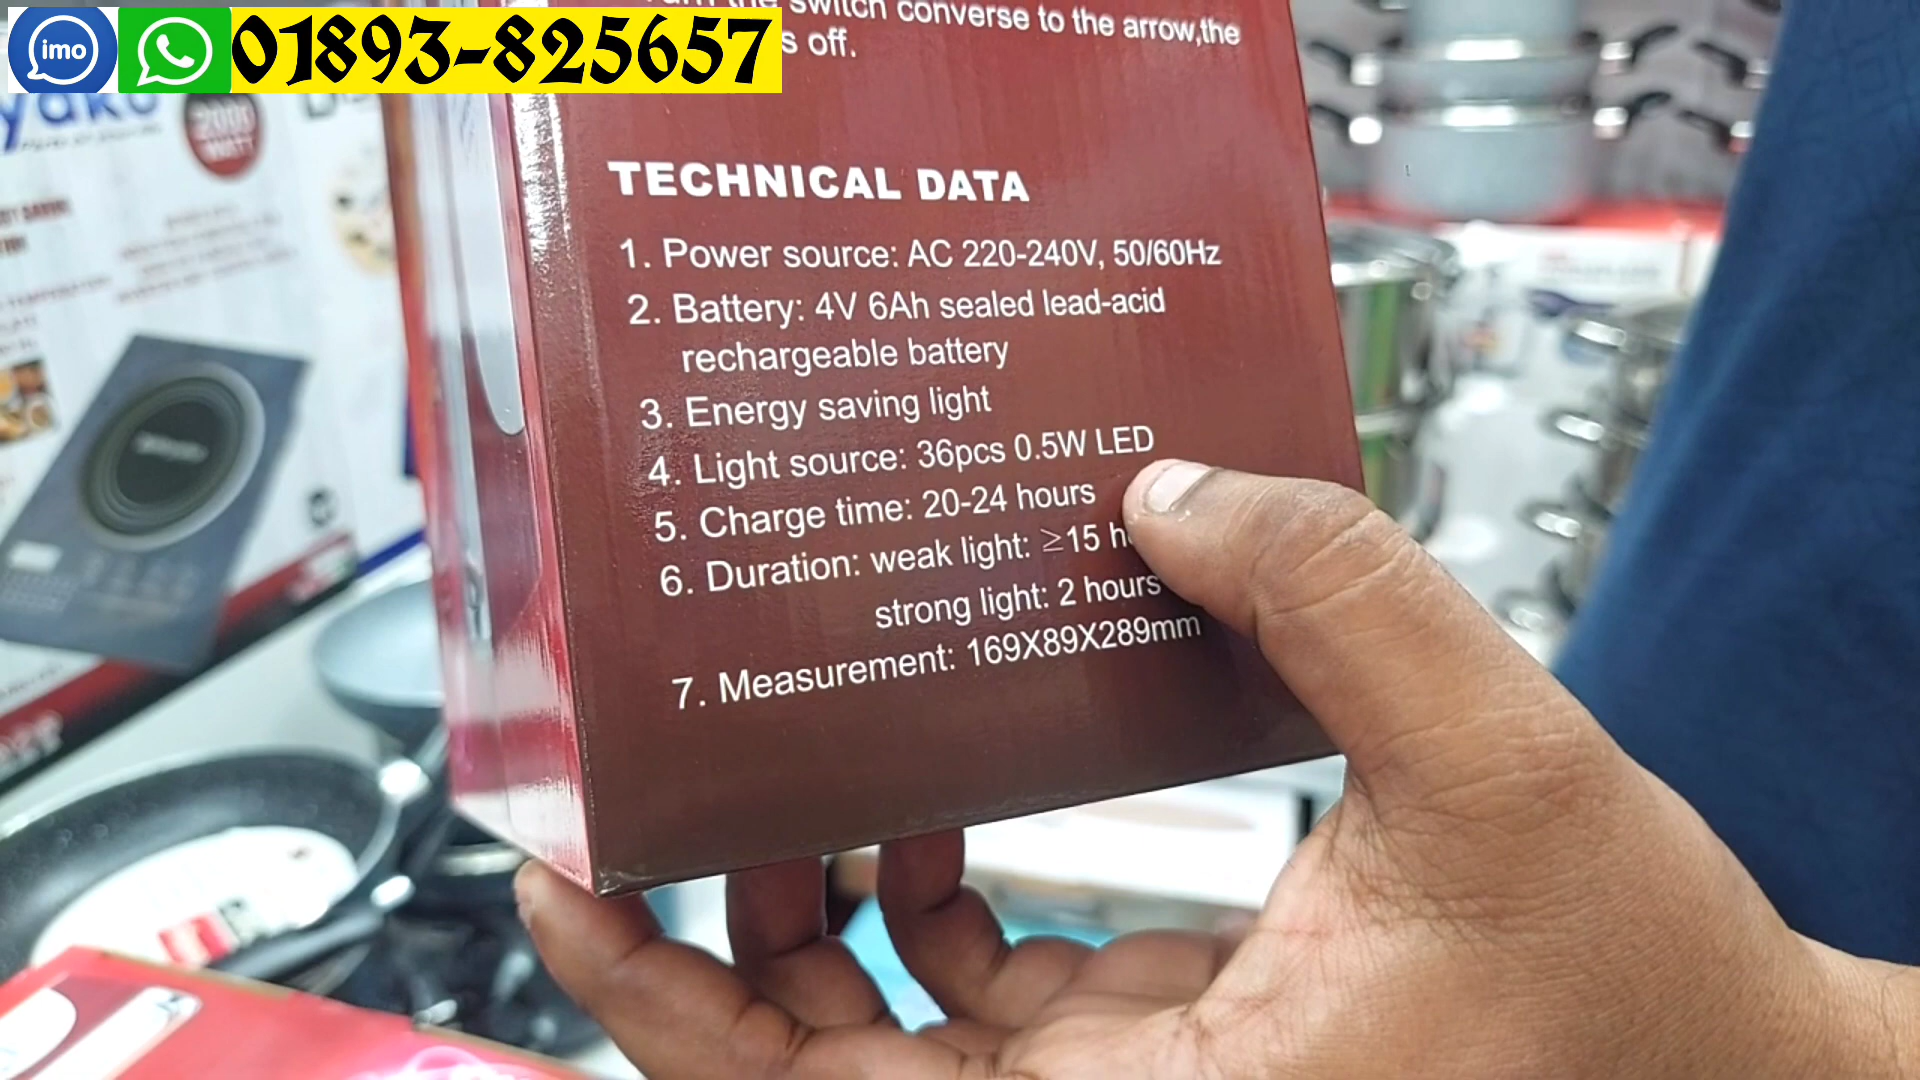 imo 01893-825657
switch converse to the arrow,the
s off.
2000
WATT
TECHNICAL DATA
1. Power source: AC 220-240V, 50/60Hz
2. Battery: 4V 6Ah sealed lead-acid
rechargeable battery
3. Energy saving light
4. Light source: 36pcs 0.5W LED
5. Charge time: 20-24 hours
6. Duration: weak light: ≥15 h
strong light: 2 hours
7. Measurement: 169X89X289mm